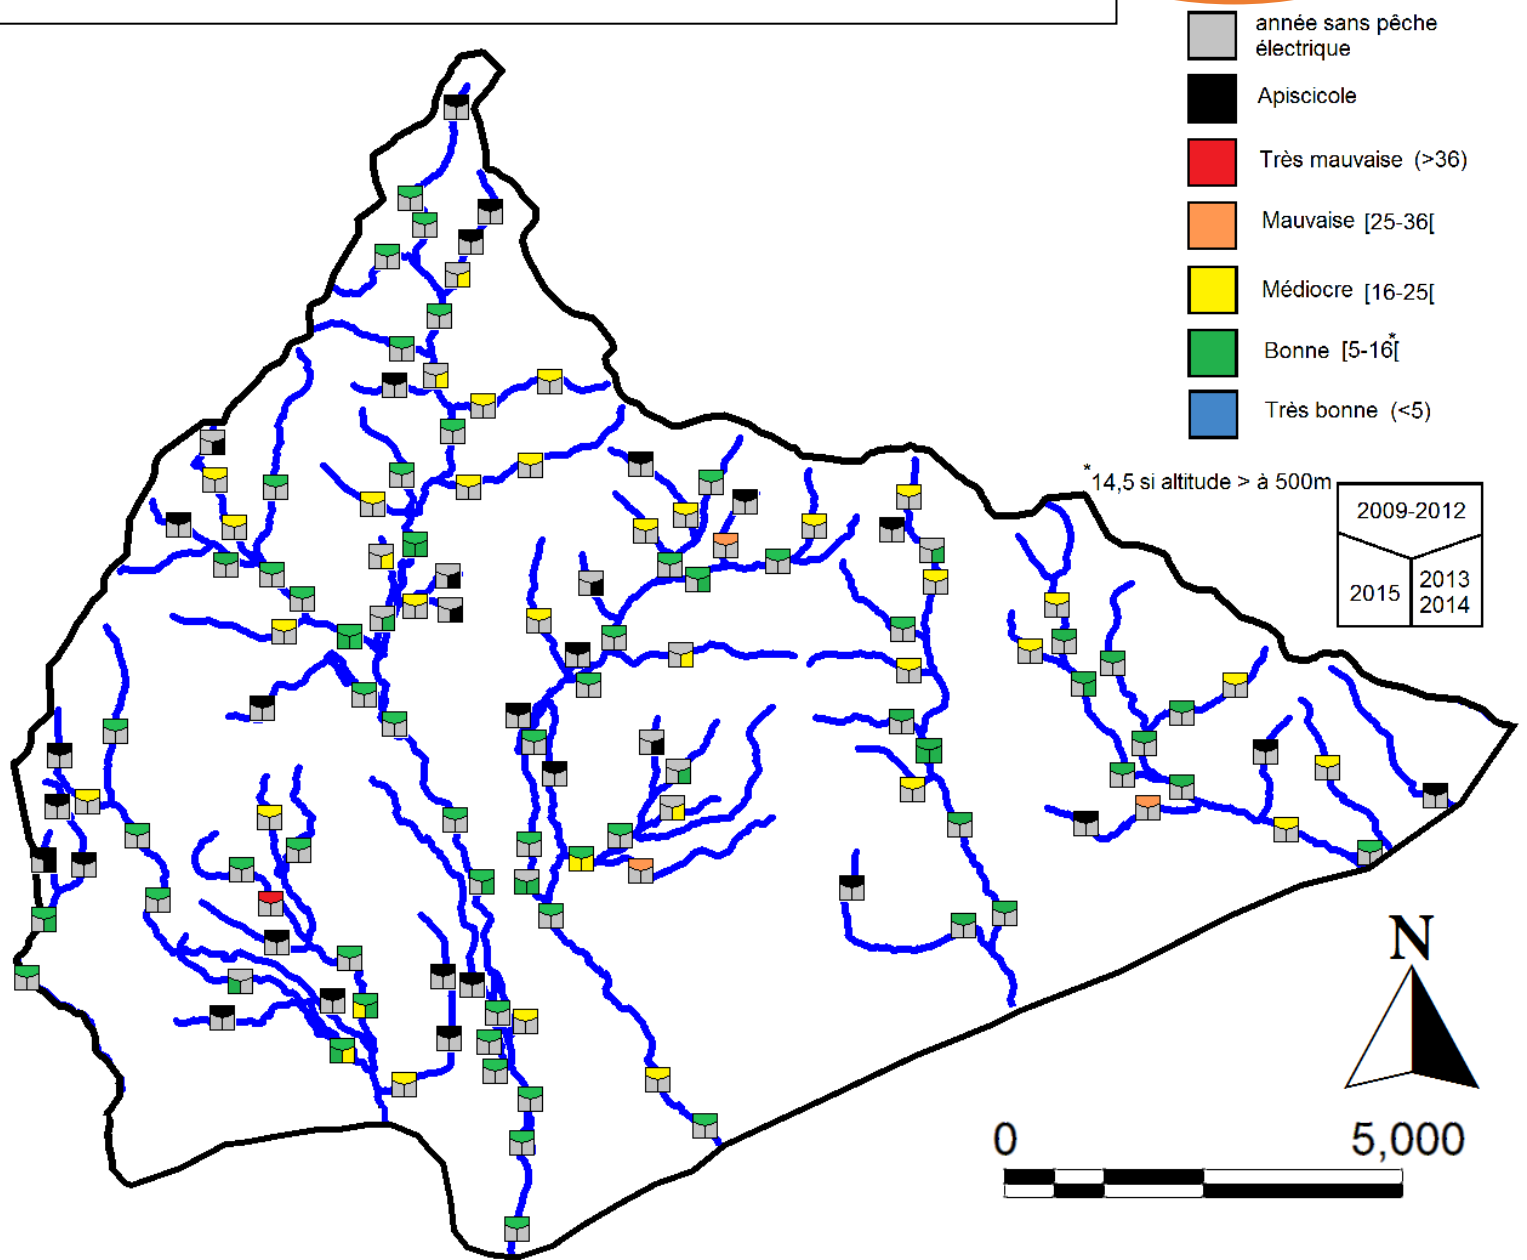 année sans pêche
électrique
Apiscicole
Très mauvaise (>36)
Mauvaise [25-36[
Médiocre [16-25[
Bonne [5-16[*
Très bonne (<5)
*14,5 si altitude > à 500m
2009-2012
2015
2013
2014
N
0 5,000